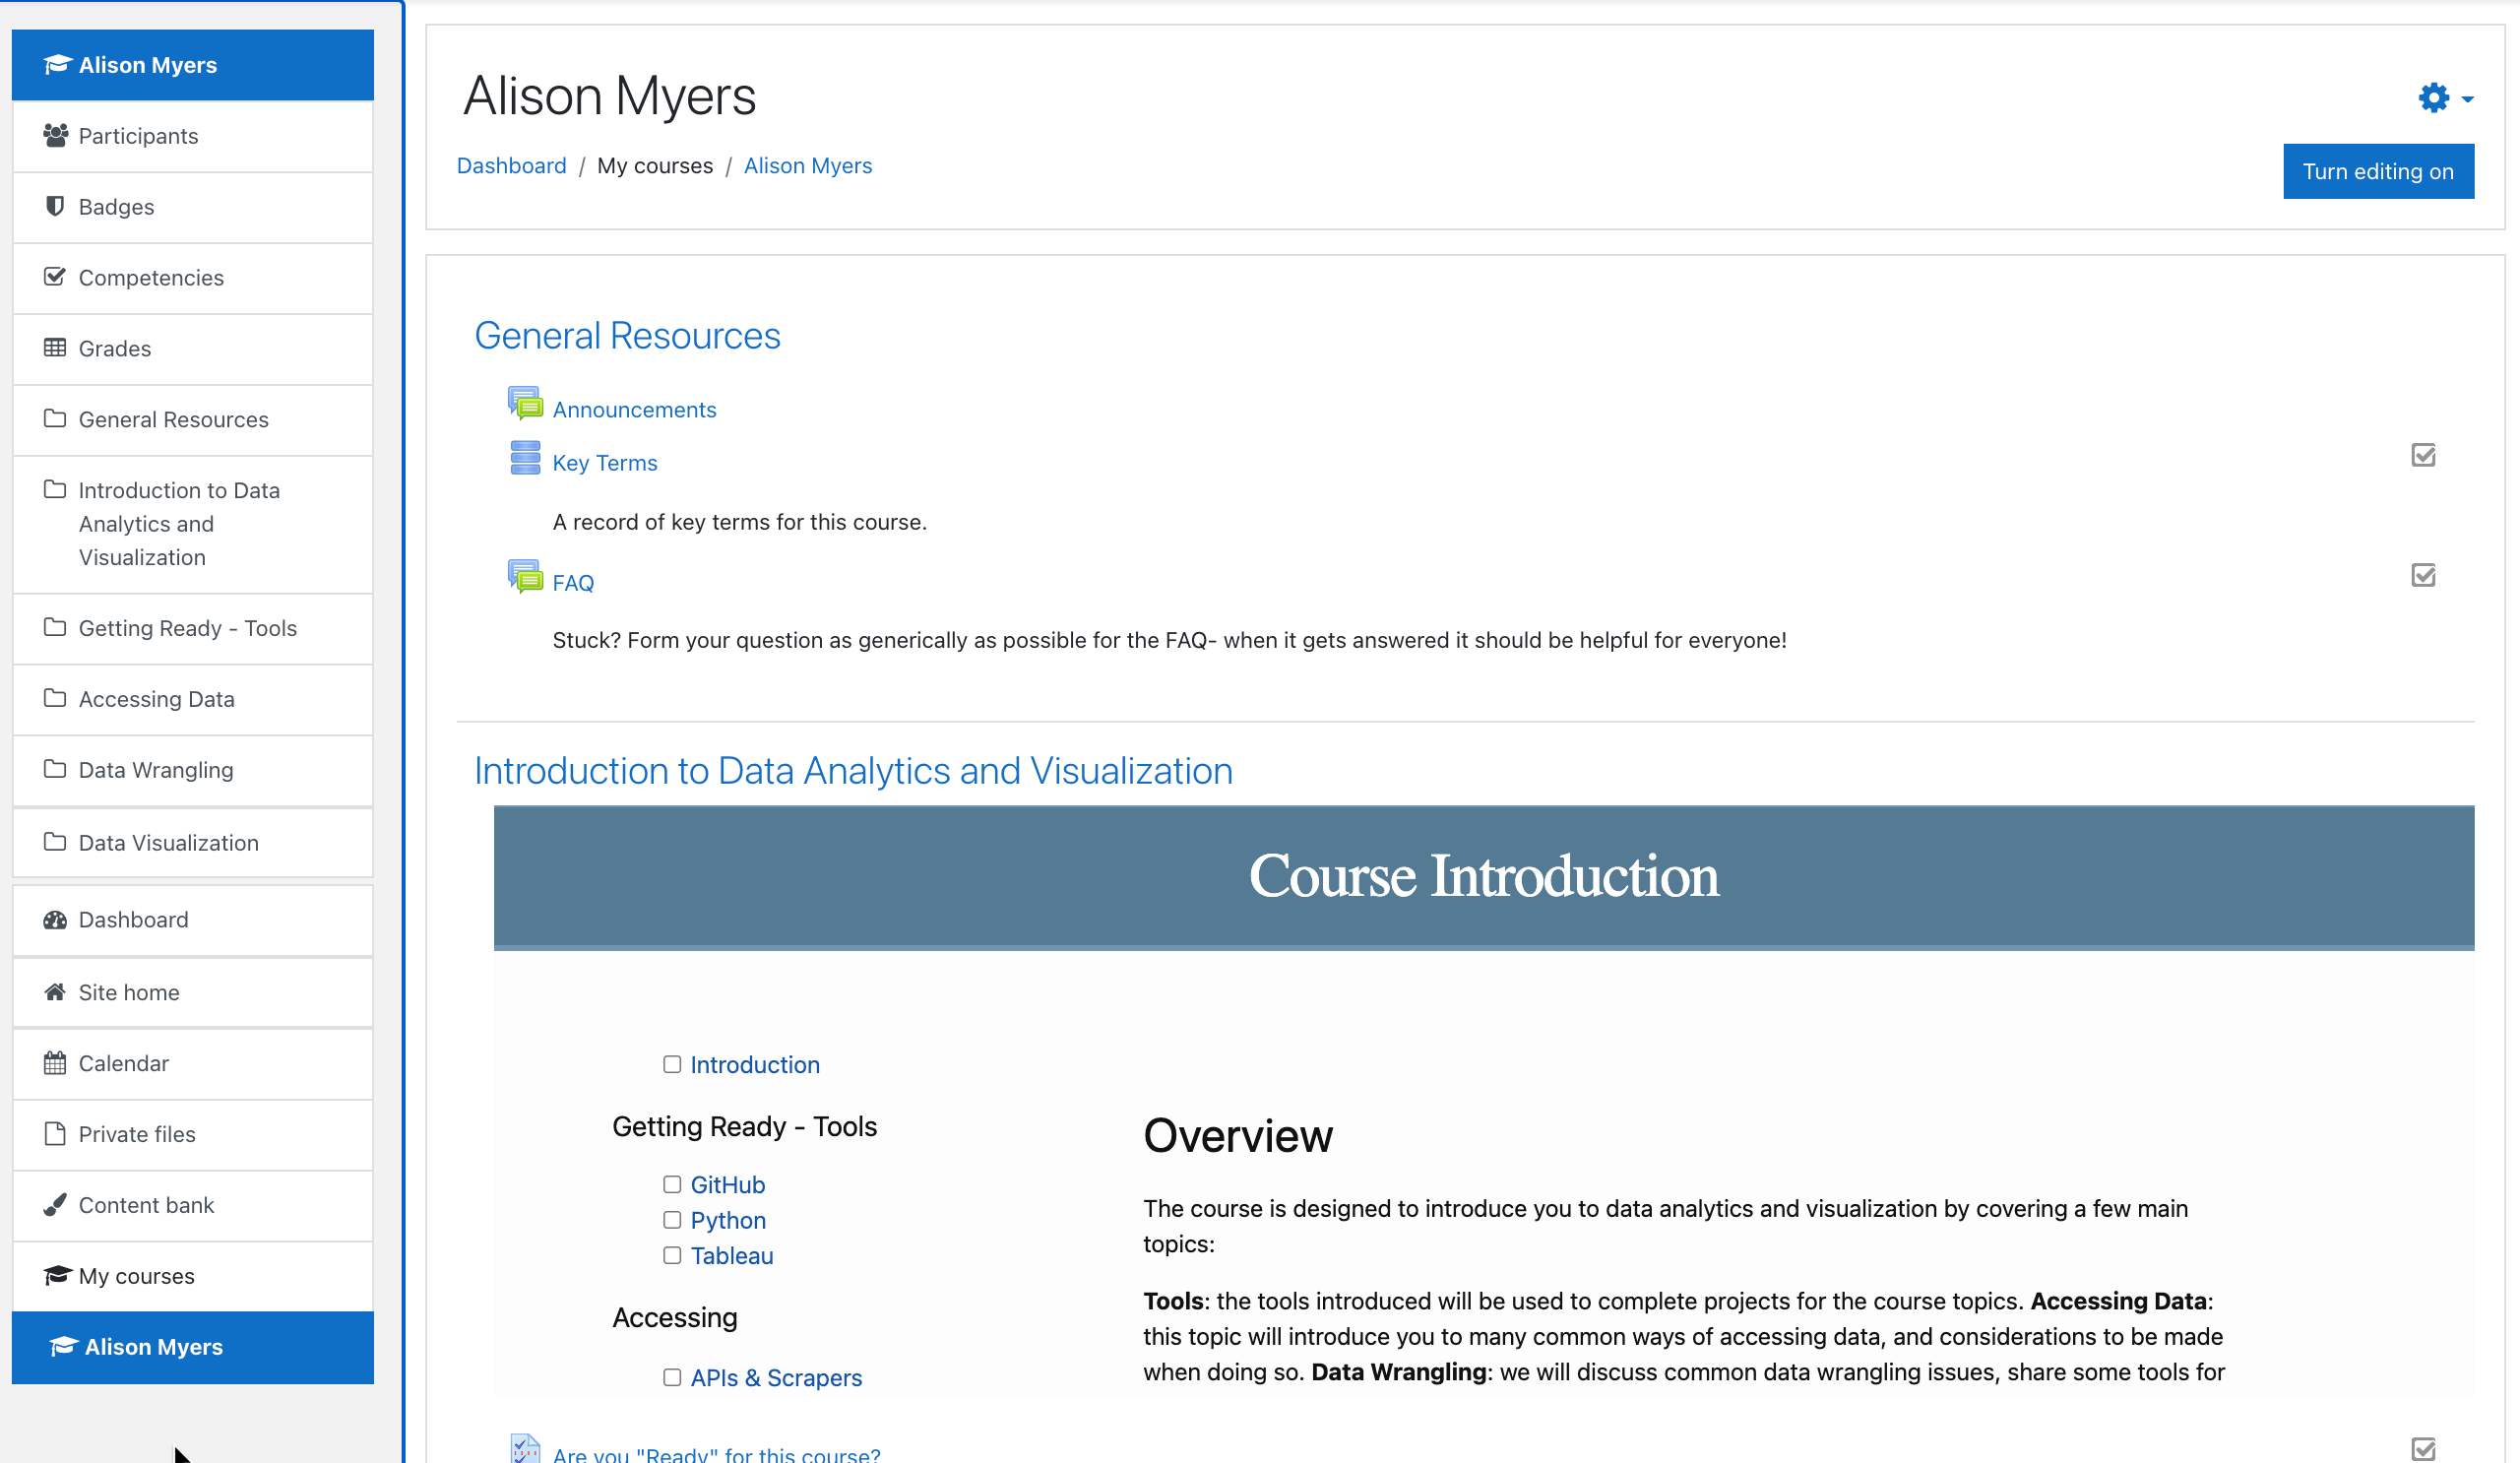 Alison Myers
Participants
Badges
Competencies
Grades
General Resources
Introduction to Data
Analytics and
Visualization
Getting Ready - Tools
Accessing Data
Data Wrangling
Data Visualization
Dashboard
Site home
Calendar
Private files
Content bank
My courses
Alison Myers
Alison Myers
Dashboard / My courses / Alison Myers
Turn editing on
General Resources
Announcements
Key Terms
A record of key terms for this course.
FAQ
Stuck? Form your question as generically as possible for the FAQ- when it gets answered it should be helpful for everyone!
Introduction to Data Analytics and Visualization
Course Introduction
Introduction
Getting Ready - Tools
GitHub
Python
Tableau
Accessing
APIs & Scrapers
Overview
The course is designed to introduce you to data analytics and visualization by covering a few main
topics:
Tools: the tools introduced will be used to complete projects for the course topics. Accessing Data:
this topic will introduce you to many common ways of accessing data, and considerations to be made
when doing so. Data Wrangling: we will discuss common data wrangling issues, share some tools for
Are you "Ready" for this course?